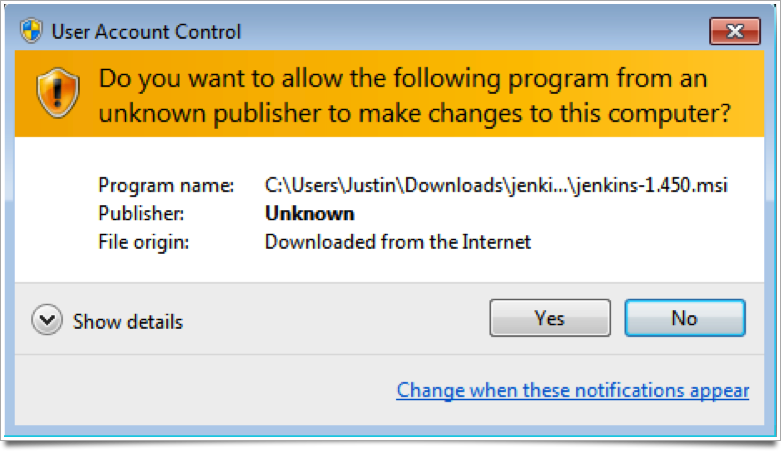 User Account Control
Do you want to allow the following program from an
unknown publisher to make changes to this computer?
Program name: C:\Users\Justin\Downloads\jenki...\jenkins-1.450.msi
Publisher: Unknown
File origin: Downloaded from the Internet
Show details Yes No
Change when these notifications appear